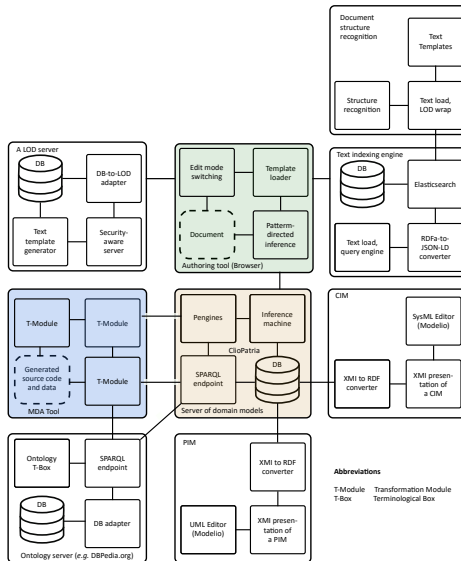 Document
structure
recognition
Text
Templates
Structure
recognition
Text load,
LOD wrap
A LOD server
DB
DB-to-LOD
adapter
Text
template
generator
Security-
aware
server
Edit mode
switching
Template
loader
Document
Pattern-
directed
inference
Authoring tool (Browser)
Text indexing engine
DB
Elasticsearch
Text load,
query engine
RDFa-to-
JSON-LD
converter
T-Module
T-Module
Generated
source code
and data
T-Module
MDA Tool
Pengines
Inference
machine
ClioPatria
SPARQL
endpoint
DB
Server of domain models
CIM
SysML Editor
(Modelio)
XMI to RDF
converter
XMI presen-
tation of
a CIM
Ontology
T-Box
SPARQL
endpoint
DB
DB adapter
Ontology server (e.g. DBPedia.org)
PIM
XMI to RDF
converter
UML Editor
(Modelio)
XMI presen-
tation of
a PIM
Abbreviations
T-Module Transformation Module
T-Box Terminological Box